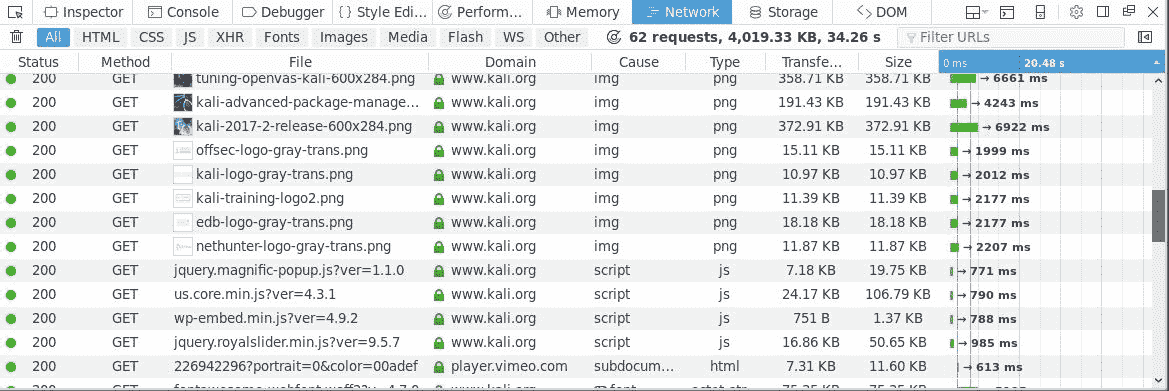 Inspector Console Debugger Style Edi... Perform... Memory Network Storage DOM
All HTML CSS JS XHR Fonts Images Media Flash WS Other 62 requests, 4,019.33 KB, 34.26 s Filter URLs
Status Method File Domain Cause Type Transfe... Size 0 ms 20.48 s
200 GET tuning-openvas-kali-600x284.png www.kali.org img png 358.71 KB 358.71 KB → 6661 ms
200 GET kali-advanced-package-manage... www.kali.org img png 191.43 KB 191.43 KB → 4243 ms
200 GET kali-2017-2-release-600x284.png www.kali.org img png 372.91 KB 372.91 KB → 6922 ms
200 GET offsec-logo-gray-trans.png www.kali.org img png 15.11 KB 15.11 KB → 1999 ms
200 GET kali-logo-gray-trans.png www.kali.org img png 10.97 KB 10.97 KB → 2012 ms
200 GET kali-training-logo2.png www.kali.org img png 11.39 KB 11.39 KB → 2177 ms
200 GET edb-logo-gray-trans.png www.kali.org img png 18.18 KB 18.18 KB → 2177 ms
200 GET nethunter-logo-gray-trans.png www.kali.org img png 11.87 KB 11.87 KB → 2207 ms
200 GET jquery.magnific-popup.js?ver=1.1.0 www.kali.org script js 7.18 KB 19.75 KB → 771 ms
200 GET us.core.min.js?ver=4.3.1 www.kali.org script js 24.17 KB 106.79 KB → 790 ms
200 GET wp-embed.min.js?ver=4.9.2 www.kali.org script js 751 B 1.37 KB → 788 ms
200 GET jquery.royalslider.min.js?ver=9.5.7 www.kali.org script js 16.86 KB 50.65 KB → 985 ms
200 GET 226942296?portrait=0&color=00adef player.vimeo.com subdocum... html 7.31 KB 11.60 KB → 613 ms